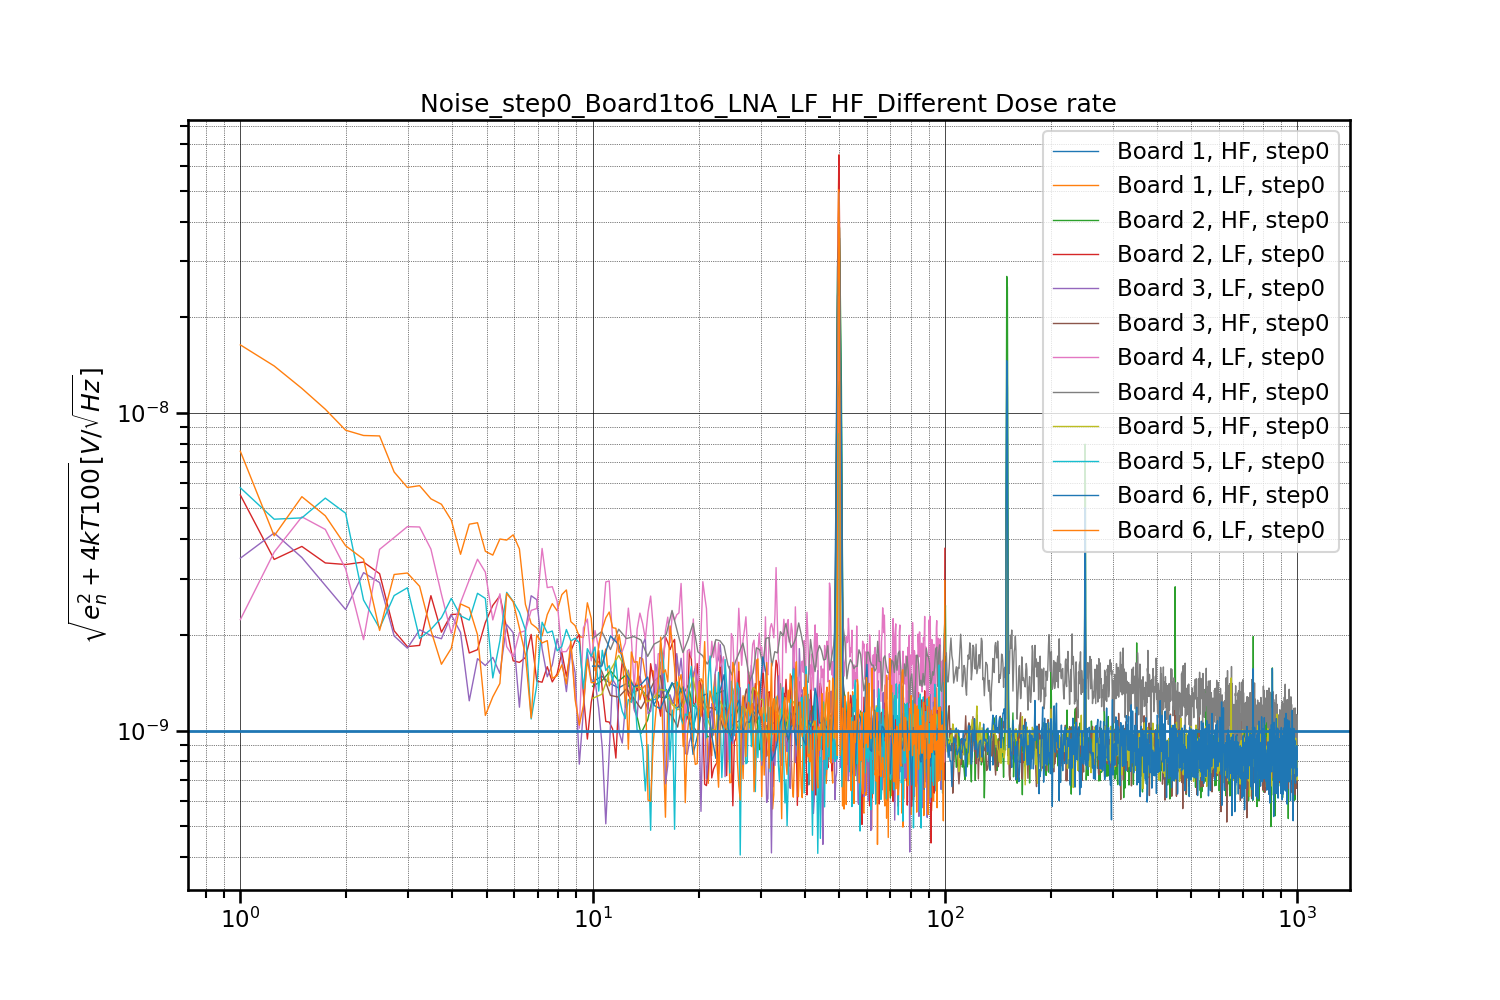 Noise_step0_Board1to6_LNA_LF_HF_Different Dose rate
√e_n^2 + 4kT100 [V/√Hz]
10^-8
10^-9
10^0
10^1
10^2
10^3
Board 1, HF, step0
Board 1, LF, step0
Board 2, HF, step0
Board 2, LF, step0
Board 3, LF, step0
Board 3, HF, step0
Board 4, LF, step0
Board 4, HF, step0
Board 5, HF, step0
Board 5, LF, step0
Board 6, HF, step0
Board 6, LF, step0